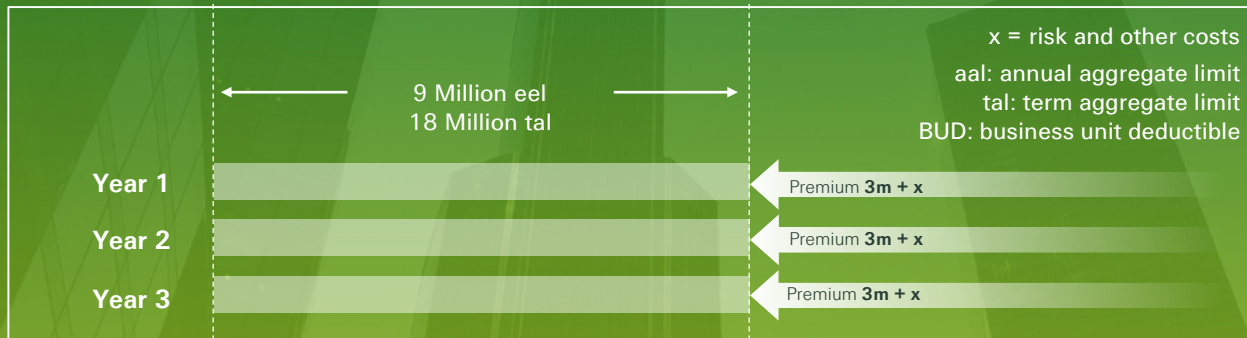 x = risk and other costs
aal: annual aggregate limit
tal: term aggregate limit
BUD: business unit deductible
9 Million eel
18 Million tal
Year 1
Premium 3m + x
Year 2
Premium 3m + x
Year 3
Premium 3m + x